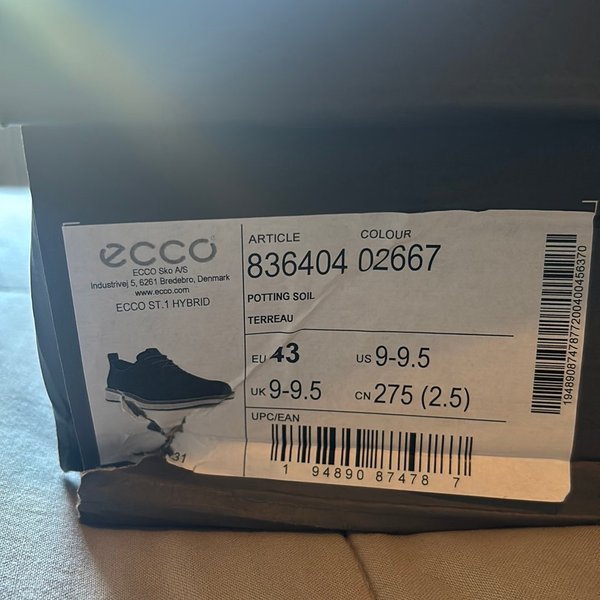 ecco
ECCO Sko A/S
Industrivej 5, 6261 Bredebro, Denmark
www.ecco.com
ECCO ST.1 HYBRID
ARTICLE COLOUR
836404 02667
POTTING SOIL
TERREAU
EU 43 US 9-9.5
UK 9-9.5 CN 275 (2.5)
UPC/EAN
1 94890 87478 7
31
1948908747877200400456370